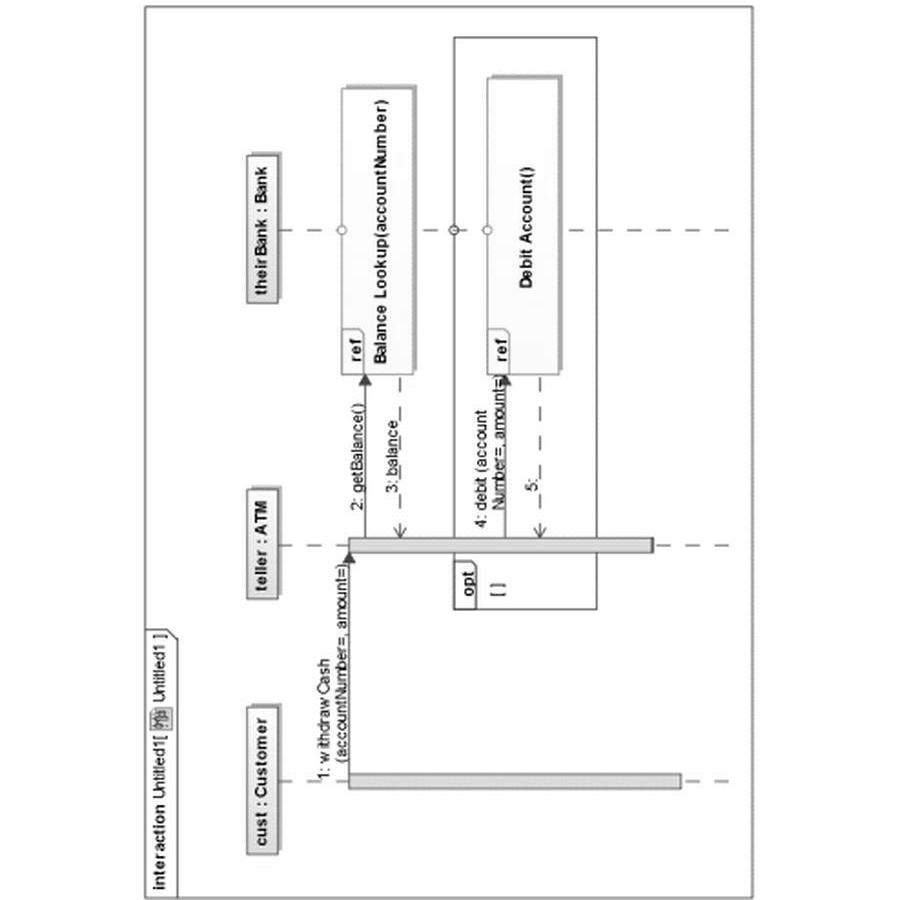 interaction Untitled1[ Untitled1 ]
cust : Customer
teller : ATM
theirBank : Bank
1: withdraw Cash
(accountNumber=, amount=)
2: getBalance()
ref
Balance Lookup(accountNumber)
3: balance
opt
[ ]
4: debit (account
Number=, amount=)
ref
Debit Account()
5: